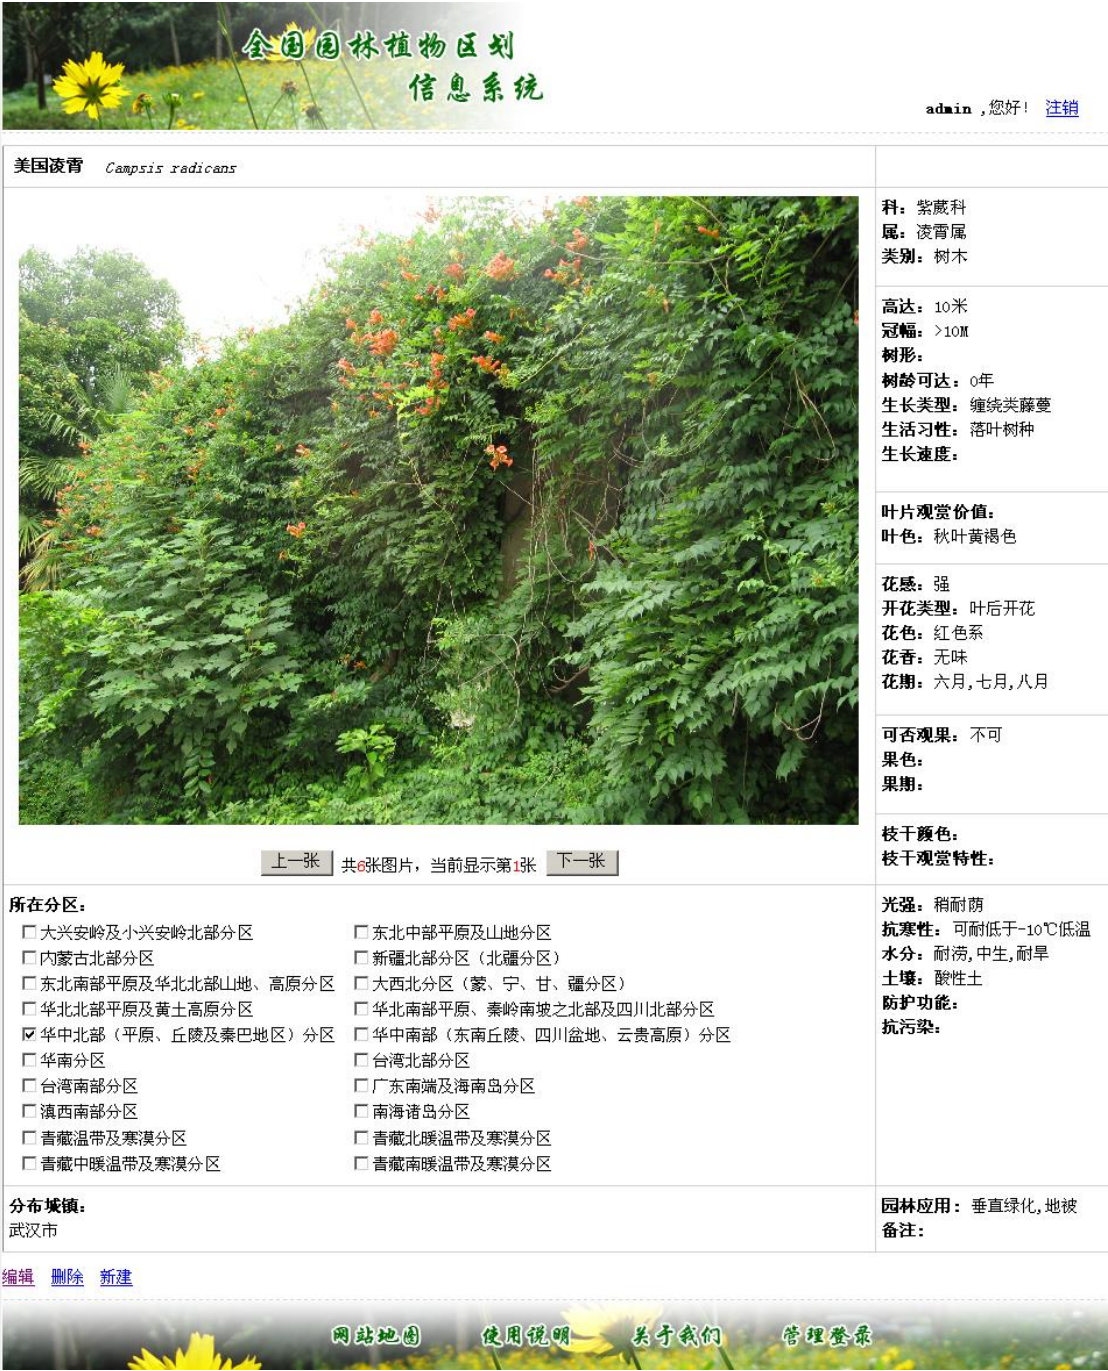 全国园林植物区划
信息系统
admin ,您好! 注销
美国凌霄 Campsis radicans
科: 紫葳科
属: 凌霄属
类别: 树木
高达: 10米
冠幅: >10M
树形:
树龄可达: 0年
生长类型: 缠绕类藤蔓
生活习性: 落叶树种
生长速度:
叶片观赏价值:
叶色: 秋叶黄褐色
花感: 强
开花类型: 叶后开花
花色: 红色系
花香: 无味
花期: 六月,七月,八月
可否观果: 不可
果色:
果期:
枝干颜色:
枝干观赏特性:
上一张 共6张图片，当前显示第1张 下一张
所在分区:
大兴安岭及小兴安岭北部分区 东北中部平原及山地分区
内蒙古北部分区 新疆北部分区（北疆分区）
东北南部平原及华北北部山地、高原分区 大西北分区（蒙、宁、甘、疆分区）
华北北部平原及黄土高原分区 华北南部平原、秦岭南坡之北部及四川北部分区
华中北部（平原、丘陵及秦巴地区）分区 华中南部（东南丘陵、四川盆地、云贵高原）分区
华南分区 台湾北部分区
台湾南部分区 广东南端及海南岛分区
滇西南部分区 南海诸岛分区
青藏温带及寒漠分区 青藏北暖温带及寒漠分区
青藏中暖温带及寒漠分区 青藏南暖温带及寒漠分区
光强: 稍耐荫
抗寒性: 可耐低于-10℃低温
水分: 耐涝,中生,耐旱
土壤: 酸性土
防护功能:
抗污染:
分布城镇:
武汉市
园林应用: 垂直绿化,地被
备注:
编辑 删除 新建
网站地图 使用说明 关于我们 管理登录